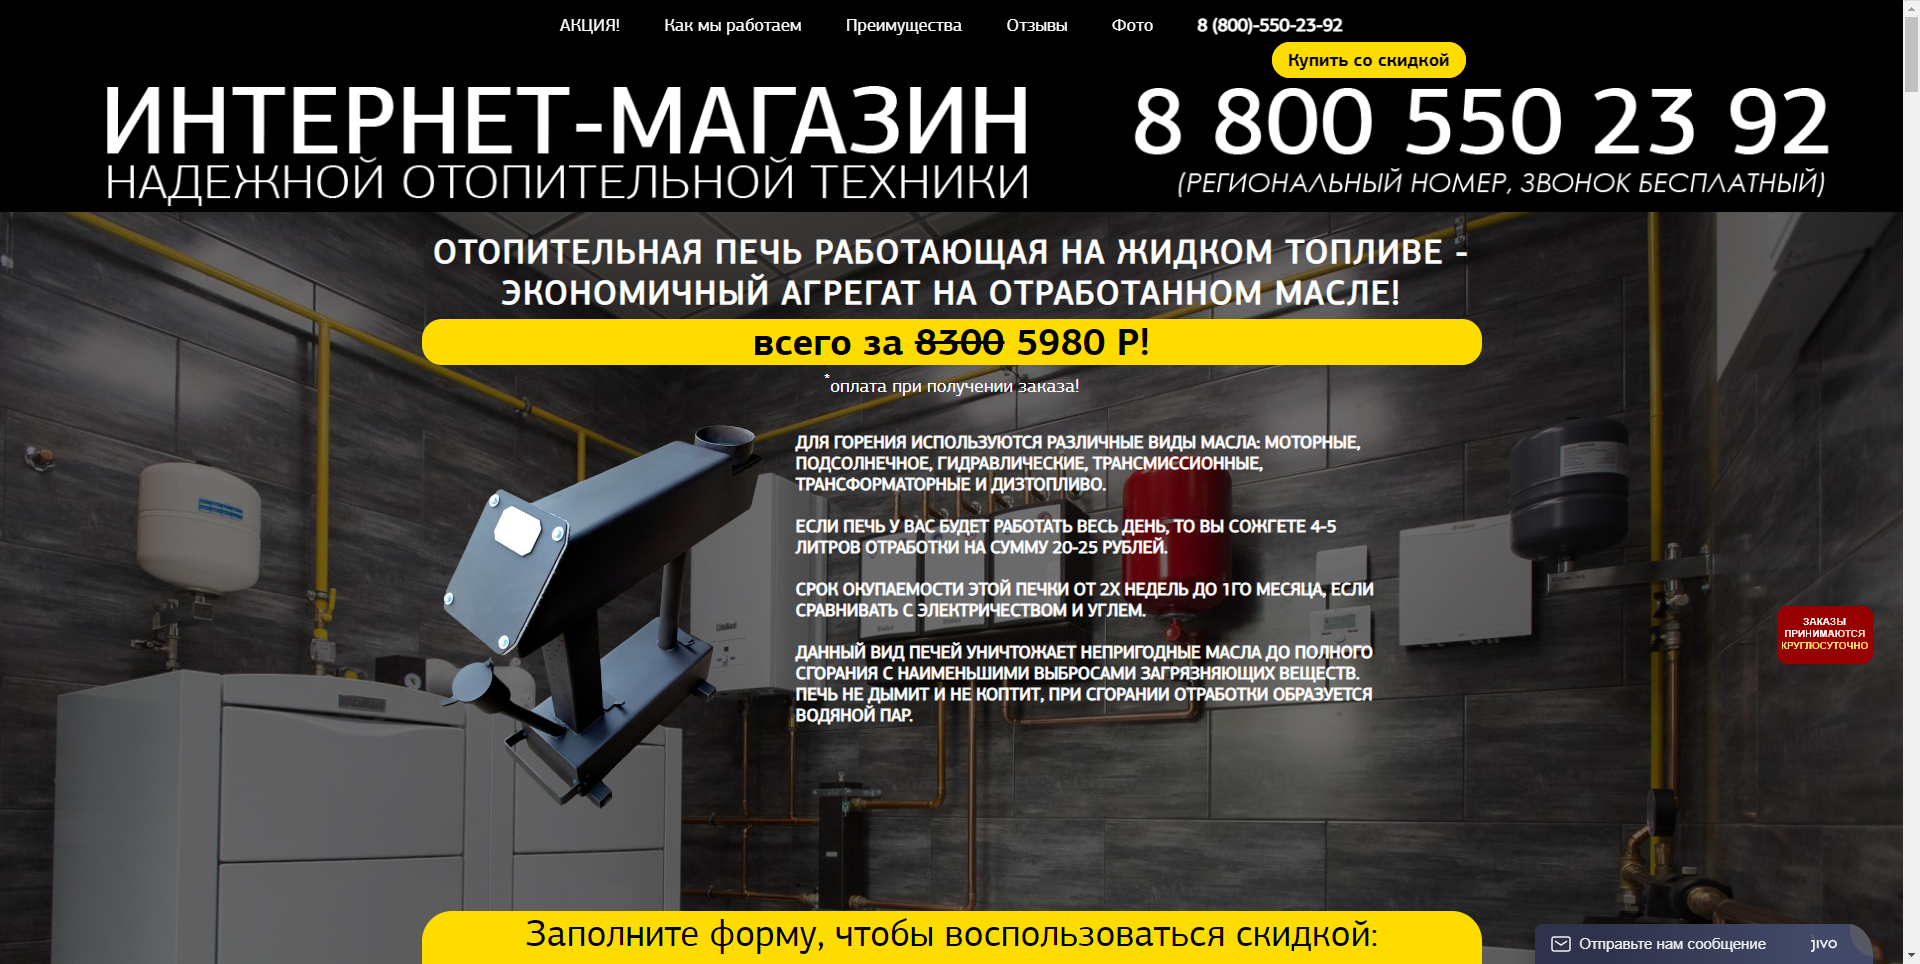 АКЦИЯ!
Как мы работаем
Преимущества
Отзывы
Фото
8 (800)-550-23-92
Купить со скидкой
ИНТЕРНЕТ-МАГАЗИН
НАДЕЖНОЙ ОТОПИТЕЛЬНОЙ ТЕХНИКИ
8 800 550 23 92
(РЕГИОНАЛЬНЫЙ НОМЕР, ЗВОНОК БЕСПЛАТНЫЙ)
ОТОПИТЕЛЬНАЯ ПЕЧЬ РАБОТАЮЩАЯ НА ЖИДКОМ ТОПЛИВЕ -
ЭКОНОМИЧНЫЙ АГРЕГАТ НА ОТРАБОТАННОМ МАСЛЕ!
всего за 8300 5980 Р!
*оплата при получении заказа!
ДЛЯ ГОРЕНИЯ ИСПОЛЬЗУЮТСЯ РАЗЛИЧНЫЕ ВИДЫ МАСЛА: МОТОРНЫЕ,
ПОДСОЛНЕЧНОЕ, ГИДРАВЛИЧЕСКИЕ, ТРАНСМИССИОННЫЕ,
ТРАНСФОРМАТОРНЫЕ И ДИЗТОПЛИВО.
ЕСЛИ ПЕЧЬ У ВАС БУДЕТ РАБОТАТЬ ВЕСЬ ДЕНЬ, ТО ВЫ СОЖГЕТЕ 4-5
ЛИТРОВ ОТРАБОТКИ НА СУММУ 20-25 РУБЛЕЙ.
СРОК ОКУПАЕМОСТИ ЭТОЙ ПЕЧКИ ОТ 2Х НЕДЕЛЬ ДО 1ГО МЕСЯЦА, ЕСЛИ
СРАВНИВАТЬ С ЭЛЕКТРИЧЕСТВОМ И УГЛЕМ.
ДАННЫЙ ВИД ПЕЧЕЙ УНИЧТОЖАЕТ НЕПРИГОДНЫЕ МАСЛА ДО ПОЛНОГО
СГОРАНИЯ С НАИМЕНЬШИМИ ВЫБРОСАМИ ЗАГРЯЗНЯЮЩИХ ВЕЩЕСТВ.
ПЕЧЬ НЕ ДЫМИТ И НЕ КОПТИТ, ПРИ СГОРАНИИ ОТРАБОТКИ ОБРАЗУЕТСЯ
ВОДЯНОЙ ПАР.
ЗАКАЗЫ
ПРИНИМАЮТСЯ
КРУГЛОСУТОЧНО
Заполните форму, чтобы воспользоваться скидкой:
Отправьте нам сообщение
jivo